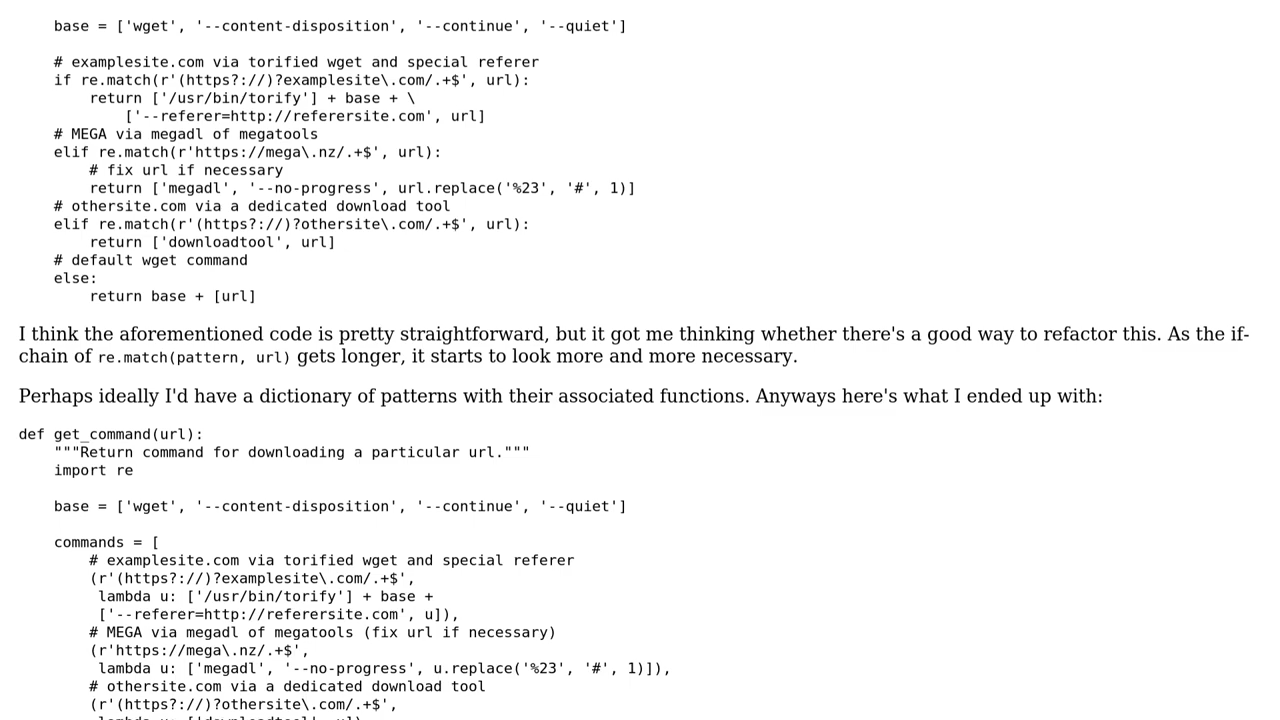 base = ['wget', '--content-disposition', '--continue', '--quiet']
# examplesite.com via torified wget and special referer
if re.match(r'(https?://)?examplesite\.com/.+$', url):
return ['/usr/bin/torify'] + base + \
['--referer=http://referersite.com', url]
# MEGA via megadl of megatools
elif re.match(r'https://mega\.nz/.+$', url):
# fix url if necessary
return ['megadl', '--no-progress', url.replace('%23', '#', 1)]
# othersite.com via a dedicated download tool
elif re.match(r'(https?://)?othersite\.com/.+$', url):
return ['downloadtool', url]
# default wget command
else:
return base + [url]
I think the aforementioned code is pretty straightforward, but it got me thinking whether there's a good way to refactor this. As the if-
chain of re.match(pattern, url) gets longer, it starts to look more and more necessary.
Perhaps ideally I'd have a dictionary of patterns with their associated functions. Anyways here's what I ended up with:
def get_command(url):
"""Return command for downloading a particular url."""
import re
base = ['wget', '--content-disposition', '--continue', '--quiet']
commands = [
# examplesite.com via torified wget and special referer
(r'(https?://)?examplesite\.com/.+$',
lambda u: ['/usr/bin/torify'] + base +
['--referer=http://referersite.com', u]),
# MEGA via megadl of megatools (fix url if necessary)
(r'https://mega\.nz/.+$',
lambda u: ['megadl', '--no-progress', u.replace('%23', '#', 1)]),
# othersite.com via a dedicated download tool
(r'(https?://)?othersite\.com/.+$',
lambda u: ['downloadtool', u]),